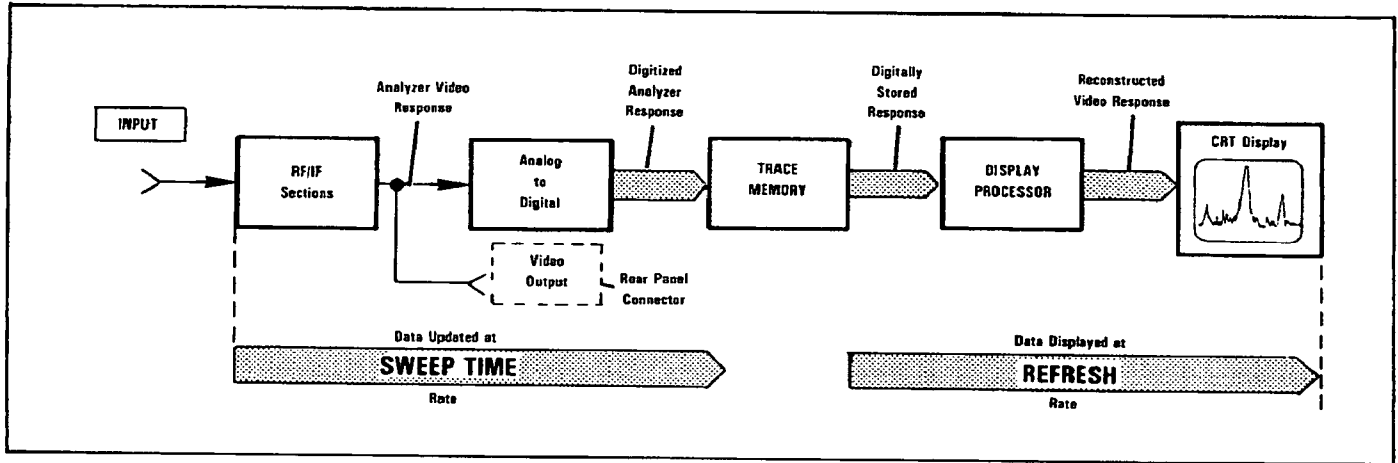 INPUT
RF/IF
Sections
Analyzer Video
Response
Analog
to
Digital
Video
Output
Rear Panel
Connector
Digitized
Analyzer
Response
TRACE
MEMORY
Digitally
Stored
Response
DISPLAY
PROCESSOR
Reconstructed
Video Response
CRT Display
Data Updated at
SWEEP TIME
Rate
Data Displayed at
REFRESH
Rate